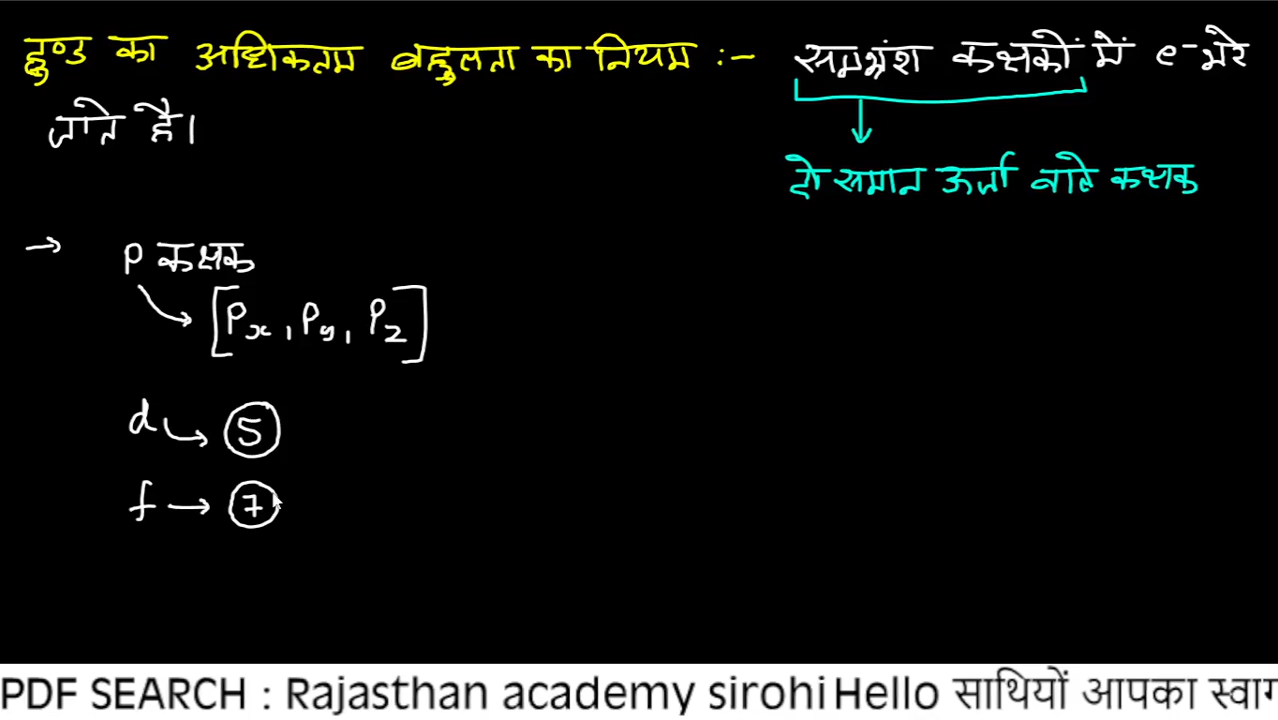 हुण्ड का अधिकतम बहुलता का नियम :- समभ्रंश कक्षकों में e⁻ भरे
जाते है।
समान ऊर्जा वाले कक्षक
→ p कक्षक
[Px, Py, Pz]
d → 5
f → 7
PDF SEARCH : Rajasthan academy sirohi Hello साथियों आपका स्वाग